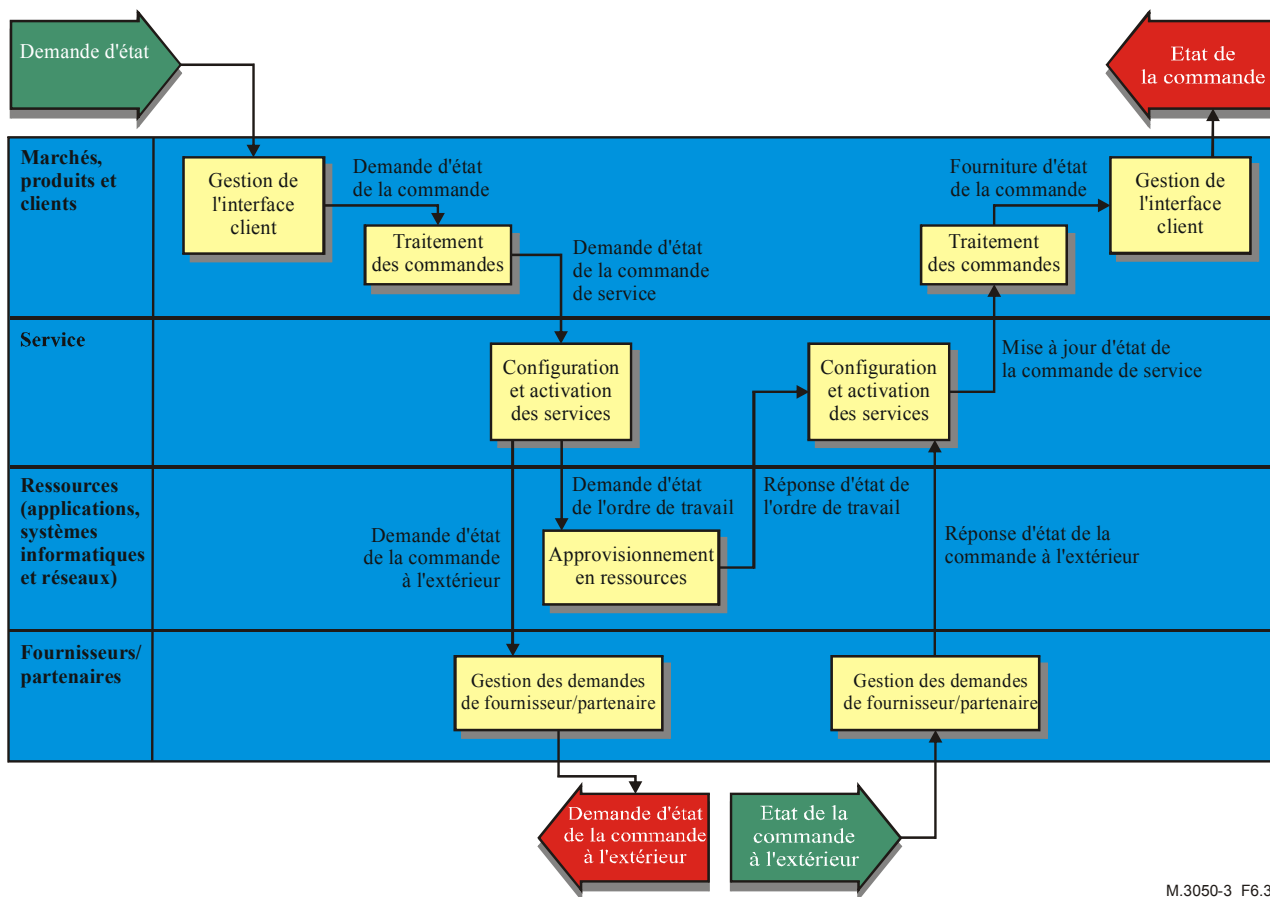 Demande d'état
Etat de
la commande
Marchés,
produits et
clients
Gestion de
l'interface
client
Demande d'état
de la commande
Traitement
des commandes
Demande d'état
de la commande
de service
Fourniture d'état
de la commande
Traitement
des commandes
Gestion de
l'interface
client
Service
Configuration
et activation
des services
Configuration
et activation
des services
Mise à jour d'état de
la commande de service
Ressources
(applications,
systèmes
informatiques
et réseaux)
Demande d'état
de la commande
à l'extérieur
Demande d'état
de l'ordre de travail
Approvisionnement
en ressources
Réponse d'état de
l'ordre de travail
Réponse d'état de la
commande à l'extérieur
Fournisseurs/
partenaires
Gestion des demandes
de fournisseur/partenaire
Gestion des demandes
de fournisseur/partenaire
Demande d'état
de la commande
à l'extérieur
Etat de la
commande
à l'extérieur
M.3050-3 F6.3